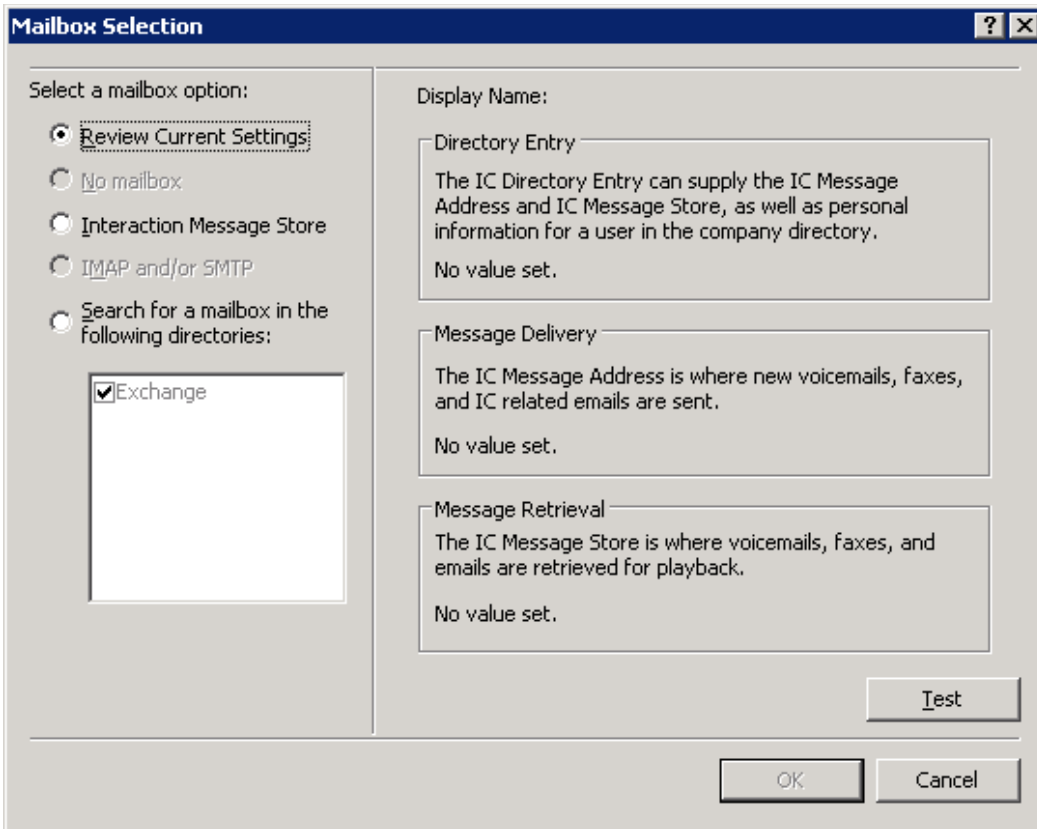 Mailbox Selection
Select a mailbox option:
Review Current Settings
No mailbox
Interaction Message Store
IMAP and/or SMTP
Search for a mailbox in the
following directories:
Exchange
Display Name:
Directory Entry
The IC Directory Entry can supply the IC Message
Address and IC Message Store, as well as personal
information for a user in the company directory.
No value set.
Message Delivery
The IC Message Address is where new voicemails, faxes,
and IC related emails are sent.
No value set.
Message Retrieval
The IC Message Store is where voicemails, faxes, and
emails are retrieved for playback.
No value set.
Test
OK
Cancel